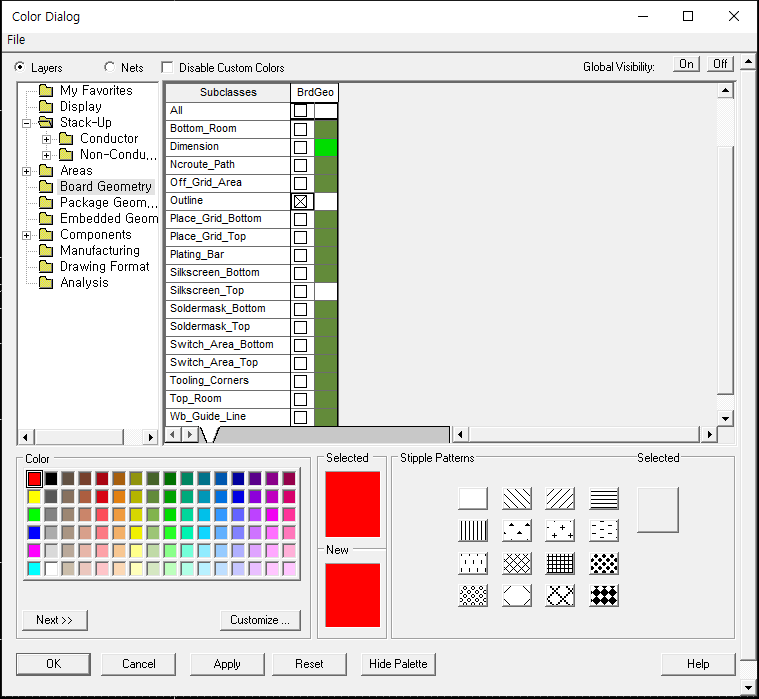 Color Dialog
File
Layers Nets Disable Custom Colors Global Visibility: On Off
My Favorites
Display
Stack-Up
Conductor
Non-Condu...
Areas
Board Geometry
Package Geom...
Embedded Geom
Components
Manufacturing
Drawing Format
Analysis
Subclasses BrdGeo
All
Bottom_Room
Dimension
Ncroute_Path
Off_Grid_Area
Outline
Place_Grid_Bottom
Place_Grid_Top
Plating_Bar
Silkscreen_Bottom
Silkscreen_Top
Soldermask_Bottom
Soldermask_Top
Switch_Area_Bottom
Switch_Area_Top
Tooling_Corners
Top_Room
Wb_Guide_Line
Color
Next >> Customize ...
Selected
New
Stipple Patterns Selected
OK Cancel Apply Reset Hide Palette Help